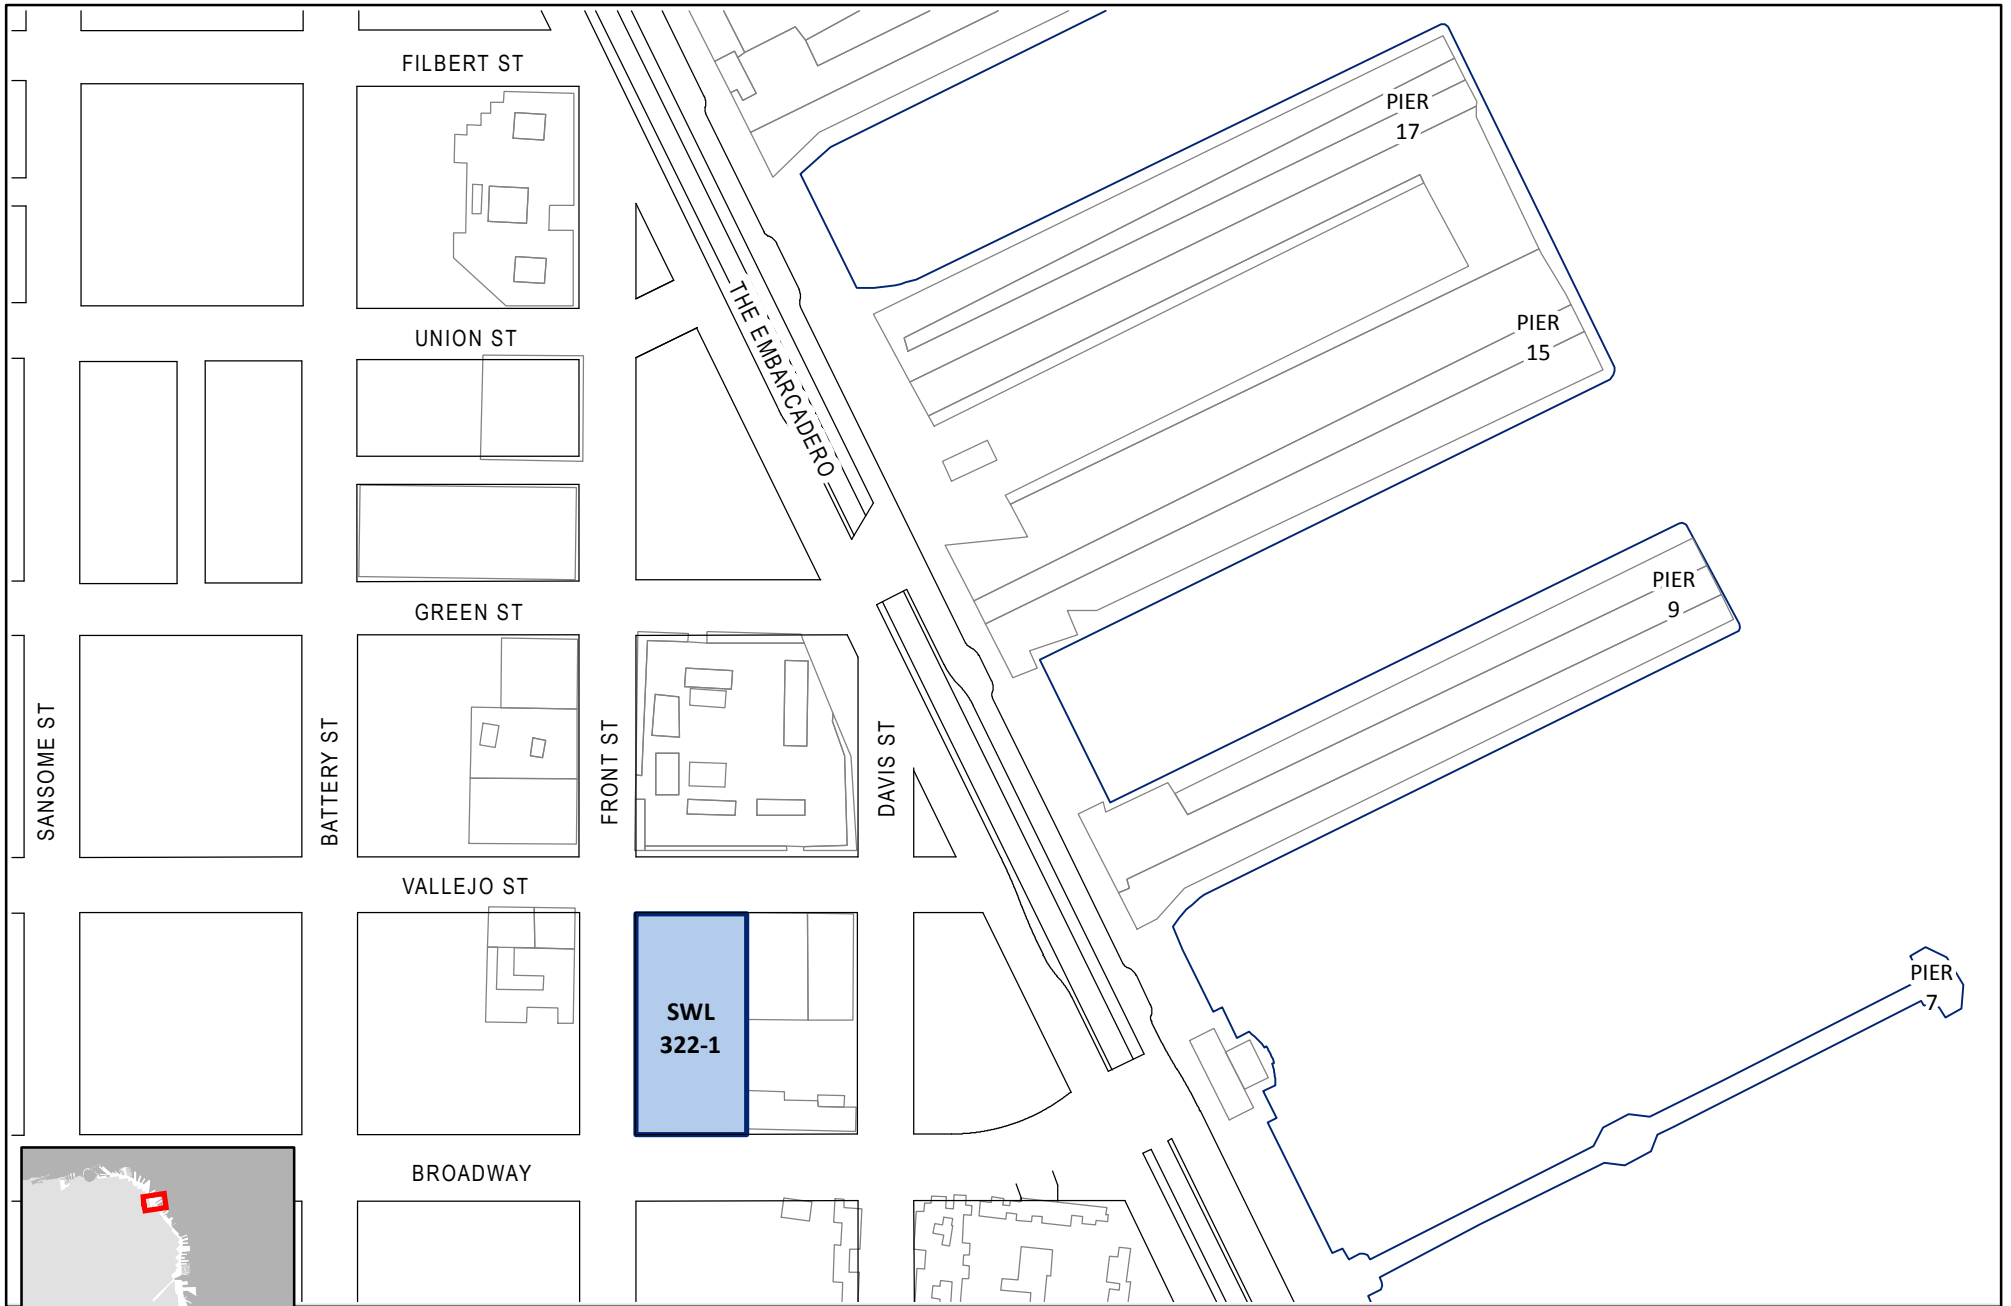 FILBERT ST
PIER
17
UNION ST
THE EMBARCADERO
PIER
15
GREEN ST
PIER
9
SANSOME ST
BATTERY ST
FRONT ST
DAVIS ST
VALLEJO ST
SWL
322-1
PIER
7
BROADWAY